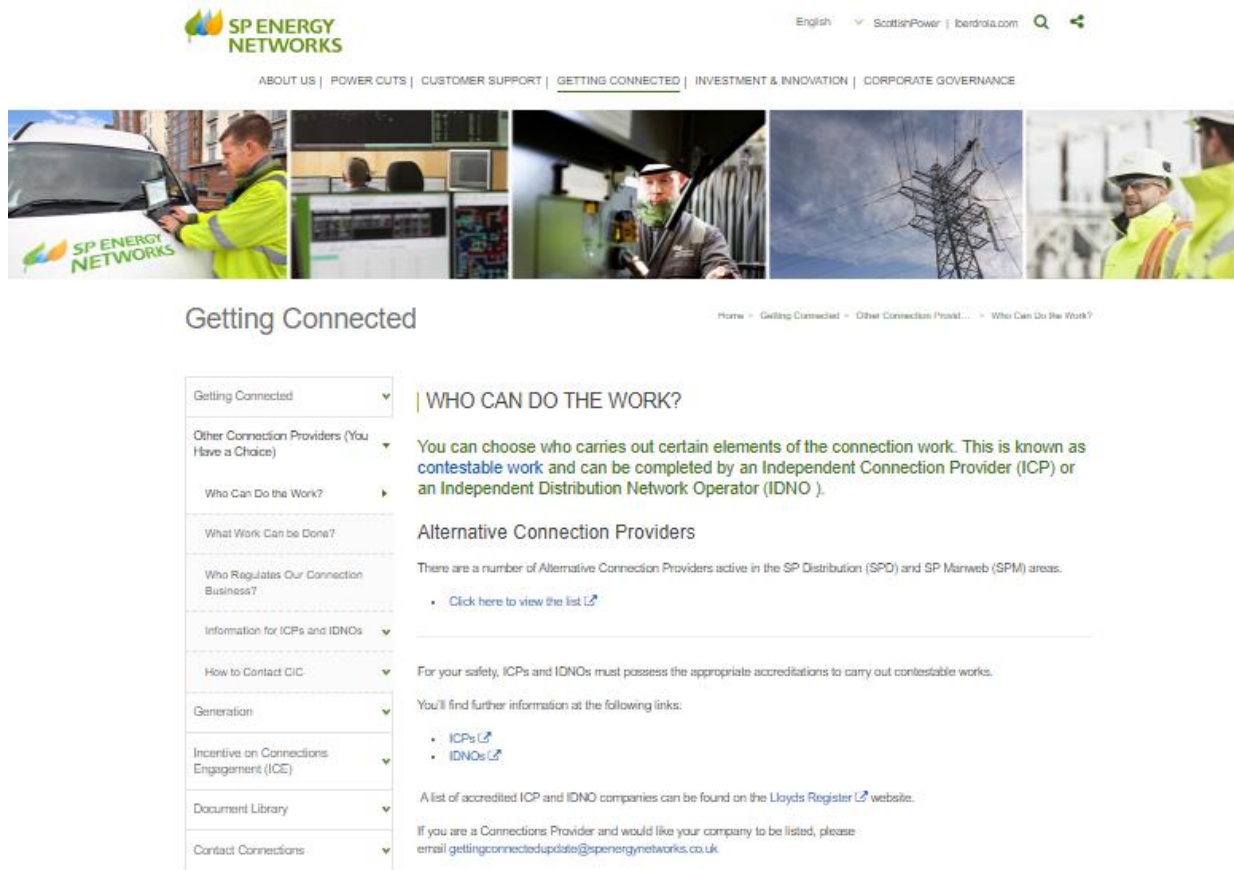 SP ENERGY
NETWORKS
English ScottishPower | Iberdrola.com
ABOUT US | POWER CUTS | CUSTOMER SUPPORT | GETTING CONNECTED | INVESTMENT & INNOVATION | CORPORATE GOVERNANCE
SP ENERGY
NETWORKS
Getting Connected
Home > Getting Connected > Other Connection Provid... > Who Can Do the Work?
Getting Connected
Other Connection Providers (You
Have a Choice)
Who Can Do the Work?
What Work Can be Done?
Who Regulates Our Connection
Business?
Information for ICPs and IDNOs
How to Contact CiC
Generation
Incentive on Connections
Engagement (ICE)
Document Library
Contact Connections
| WHO CAN DO THE WORK?
You can choose who carries out certain elements of the connection work. This is known as
contestable work and can be completed by an Independent Connection Provider (ICP) or
an Independent Distribution Network Operator (IDNO ).
Alternative Connection Providers
There are a number of Alternative Connection Providers active in the SP Distribution (SPD) and SP Manweb (SPM) areas.
• Click here to view the list
For your safety, ICPs and IDNOs must possess the appropriate accreditations to carry out contestable works.
You'll find further information at the following links:
• ICPs
• IDNOs
A list of accredited ICP and IDNO companies can be found on the Lloyds Register website.
If you are a Connections Provider and would like your company to be listed, please
email gettingconnectedupdate@spenergynetworks.co.uk